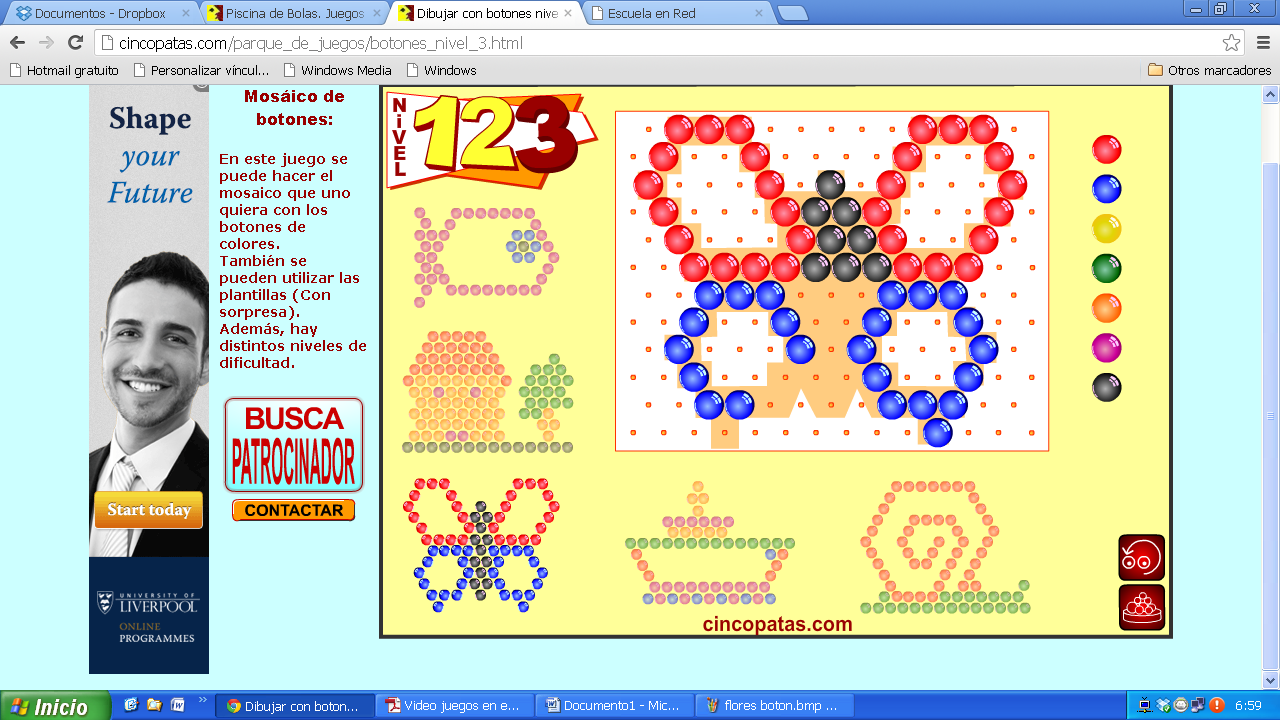 Documentos - Dropbox
Piscina de Bolas. Juegos
Dibujar con botones nive
Escuela en Red
cincopatas.com/parque_de_juegos/botones_nivel_3.html
Hotmail gratuito
Personalizar víncul...
Windows Media
Windows
Otros marcadores
Shape
your
Future
Start today
UNIVERSITY OF
LIVERPOOL
ONLINE
PROGRAMMES
Mosáico de
botones:
En este juego se
puede hacer el
mosaico que uno
quiera con los
botones de
colores.
También se
pueden utilizar las
plantillas (Con
sorpresa).
Además, hay
distintos niveles de
dificultad.
BUSCA
PATROCINADOR
CONTACTAR
NiVEL
123
cincopatas.com
Inicio
Dibujar con boton...
Video juegos en e...
Documento1 - Mic...
flores boton.bmp ...
6:59